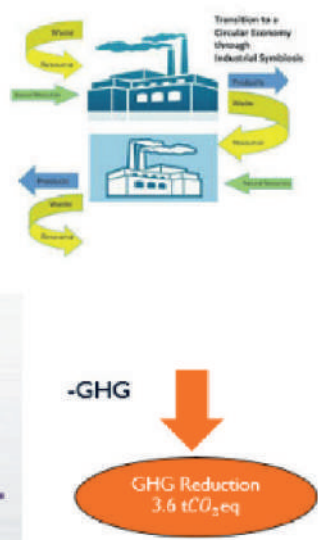 Transition to a
Circular Economy
through
Industrial Symbiosis
Waste
Resource
Products
Waste
Resource
Products
Waste
Resource
-GHG
GHG Reduction
3.6 tCO₂eq